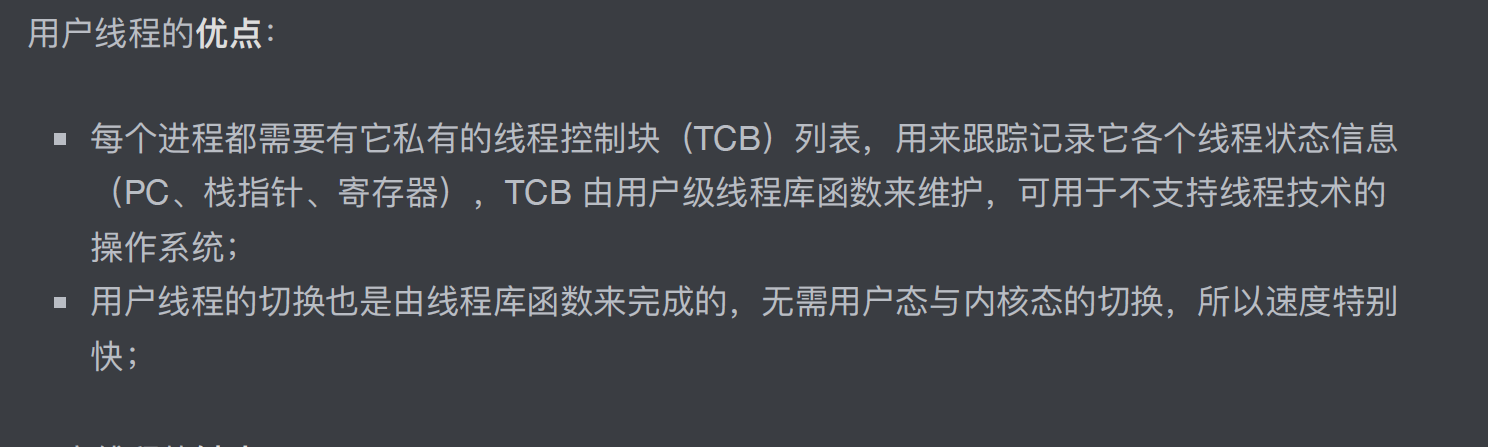 用户线程的优点：
■ 每个进程都需要有它私有的线程控制块（TCB）列表，用来跟踪记录它各个线程状态信息
（PC、栈指针、寄存器），TCB 由用户级线程库函数来维护，可用于不支持线程技术的
操作系统；
■ 用户线程的切换也是由线程库函数来完成的，无需用户态与内核态的切换，所以速度特别
快；